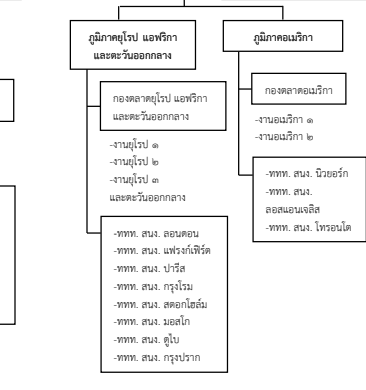 ภูมิภาคยุโรป แอฟริกา
และตะวันออกกลาง
กองตลาดยุโรป แอฟริกา
และตะวันออกกลาง
-งานยุโรป ๑
-งานยุโรป ๒
-งานยุโรป ๓
และตะวันออกกลาง
-ททท. สนง. ลอนดอน
-ททท. สนง. แฟรงก์เฟิร์ต
-ททท. สนง. ปารีส
-ททท. สนง. กรุงโรม
-ททท. สนง. สตอกโฮล์ม
-ททท. สนง. มอสโก
-ททท. สนง. ดูไบ
-ททท. สนง. กรุงปราก
ภูมิภาคอเมริกา
กองตลาดอเมริกา
-งานอเมริกา ๑
-งานอเมริกา ๒
-ททท. สนง. นิวยอร์ก
-ททท. สนง.
ลอสแอนเจลิส
-ททท. สนง. โทรอนโต